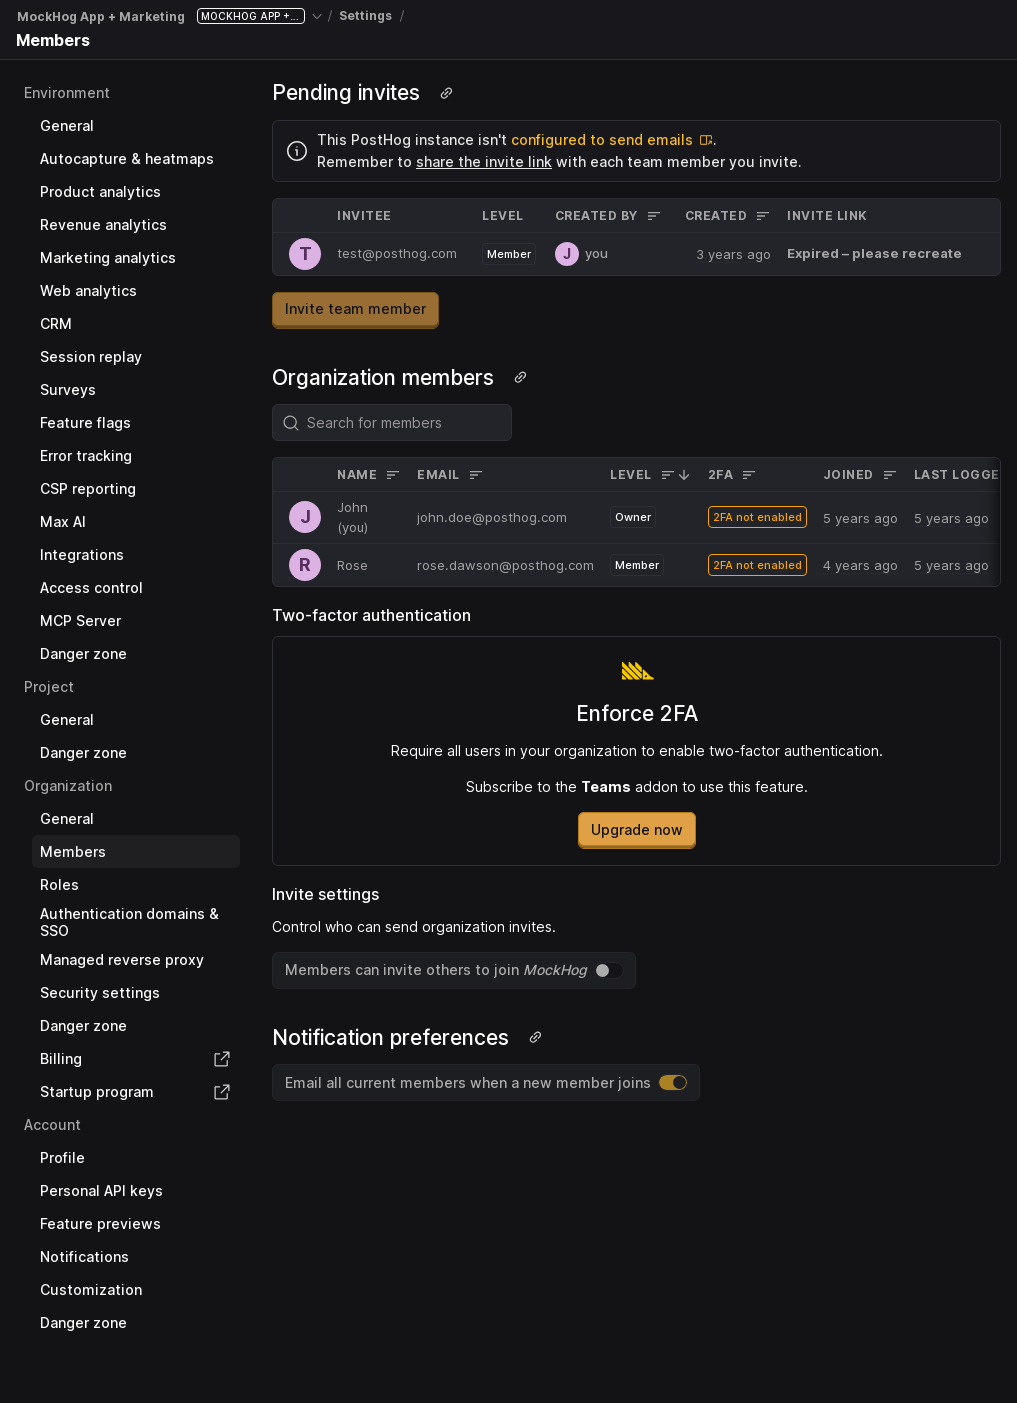 MockHog App + Marketing MOCKHOG APP +... / Settings /
Members
Environment
General
Autocapture & heatmaps
Product analytics
Revenue analytics
Marketing analytics
Web analytics
CRM
Session replay
Surveys
Feature flags
Error tracking
CSP reporting
Max AI
Integrations
Access control
MCP Server
Danger zone
Project
General
Danger zone
Organization
General
Members
Roles
Authentication domains &
SSO
Managed reverse proxy
Security settings
Danger zone
Billing
Startup program
Account
Profile
Personal API keys
Feature previews
Notifications
Customization
Danger zone
Pending invites
This PostHog instance isn't configured to send emails.
Remember to share the invite link with each team member you invite.
INVITEE LEVEL CREATED BY CREATED INVITE LINK
T test@posthog.com Member J you 3 years ago Expired – please recreate
Invite team member
Organization members
Search for members
NAME EMAIL LEVEL 2FA JOINED LAST LOGGE
J John (you) john.doe@posthog.com Owner 2FA not enabled 5 years ago 5 years ago
R Rose rose.dawson@posthog.com Member 2FA not enabled 4 years ago 5 years ago
Two-factor authentication
Enforce 2FA
Require all users in your organization to enable two-factor authentication.
Subscribe to the Teams addon to use this feature.
Upgrade now
Invite settings
Control who can send organization invites.
Members can invite others to join MockHog
Notification preferences
Email all current members when a new member joins